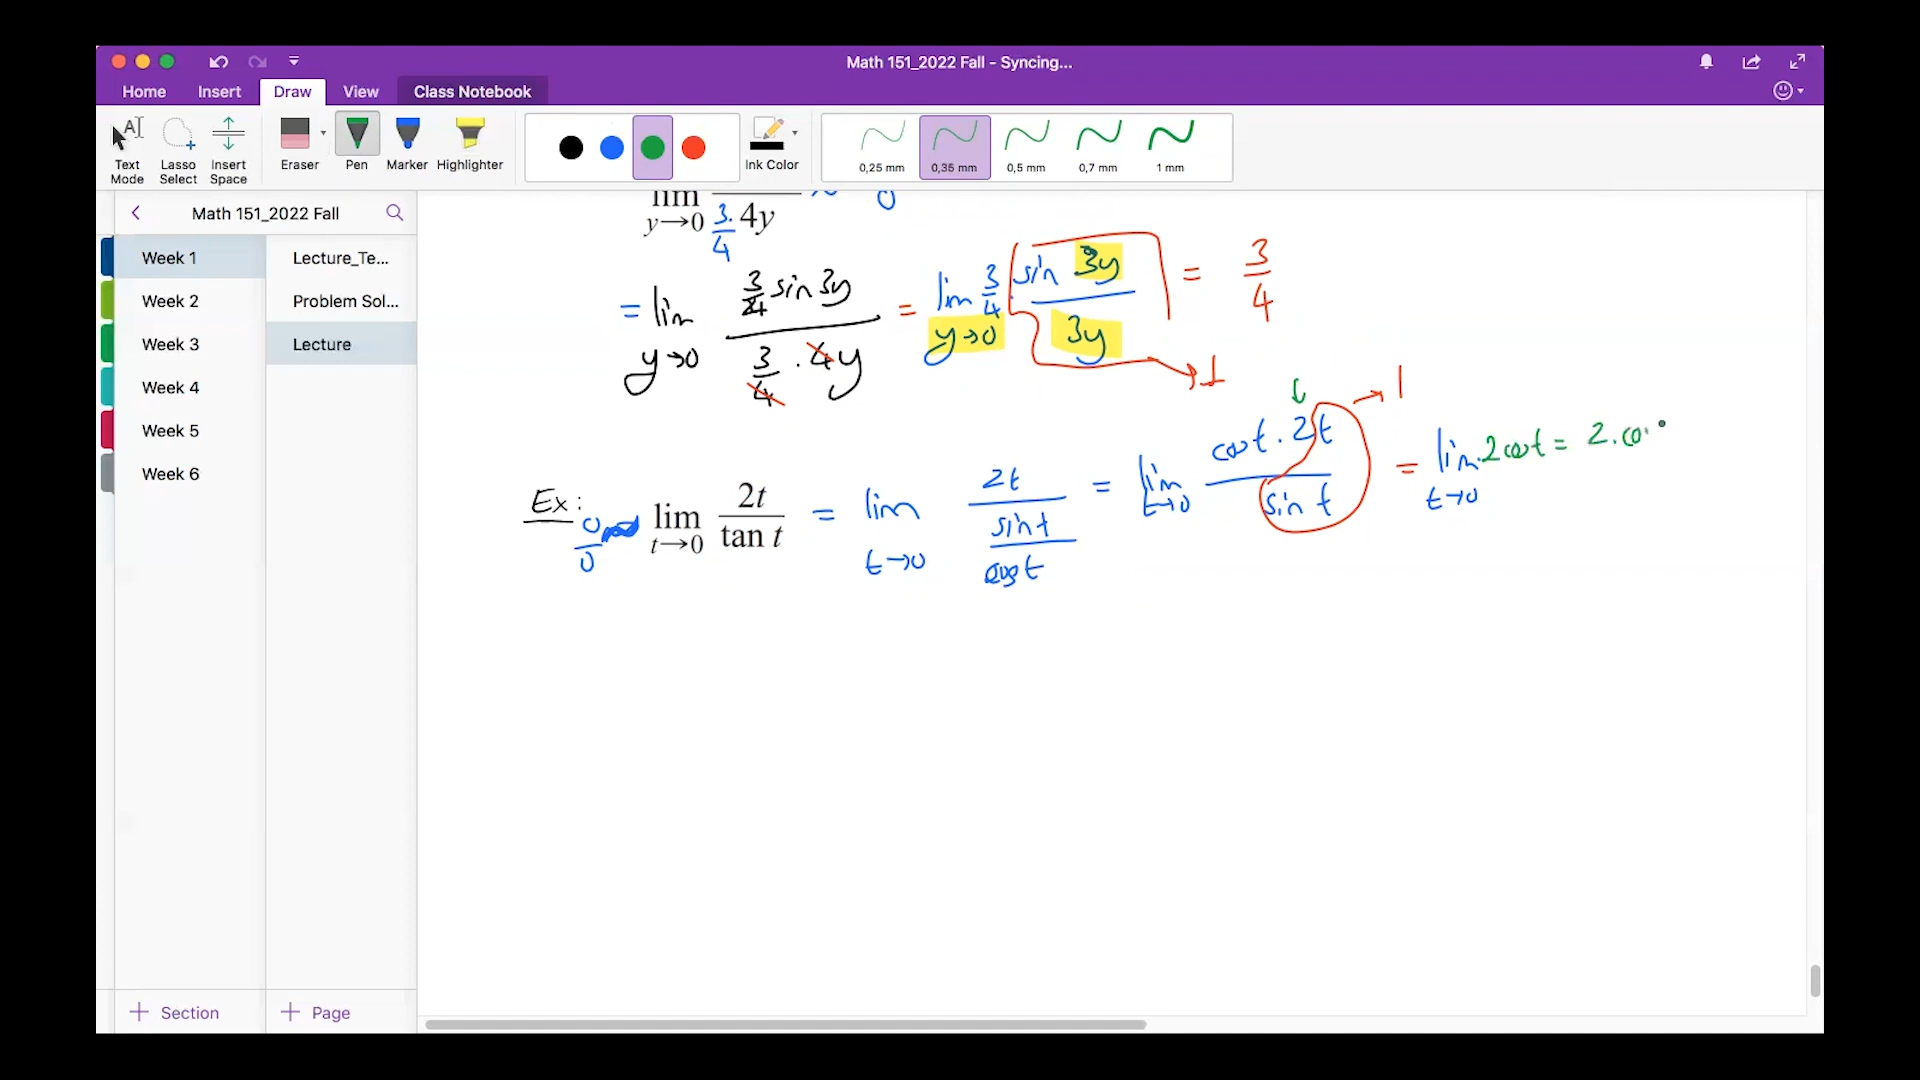 Math 151_2022 Fall - Syncing...
Home Insert Draw View Class Notebook
Text Mode Lasso Select Insert Space Eraser Pen Marker Highlighter Ink Color 0,25 mm 0,35 mm 0,5 mm 0,7 mm 1 mm
Math 151_2022 Fall
Week 1
Week 2
Week 3
Week 4
Week 5
Week 6
Lecture_Te...
Problem Sol...
Lecture
lim y→0 3/4 · 4y 0
= lim y→0 (3/4 sin 3y)/(3/4 · 4y) = lim y→0 3/4 · (sin 3y)/(3y) = 3/4
→ 1
Ex: 0/0 lim t→0 2t/tan t = lim t→0 2t/(sin t/cos t) = lim t→0 (cos t · 2t)/(sin t) = lim t→0 2 cos t = 2.co
→ 1
+ Section
+ Page